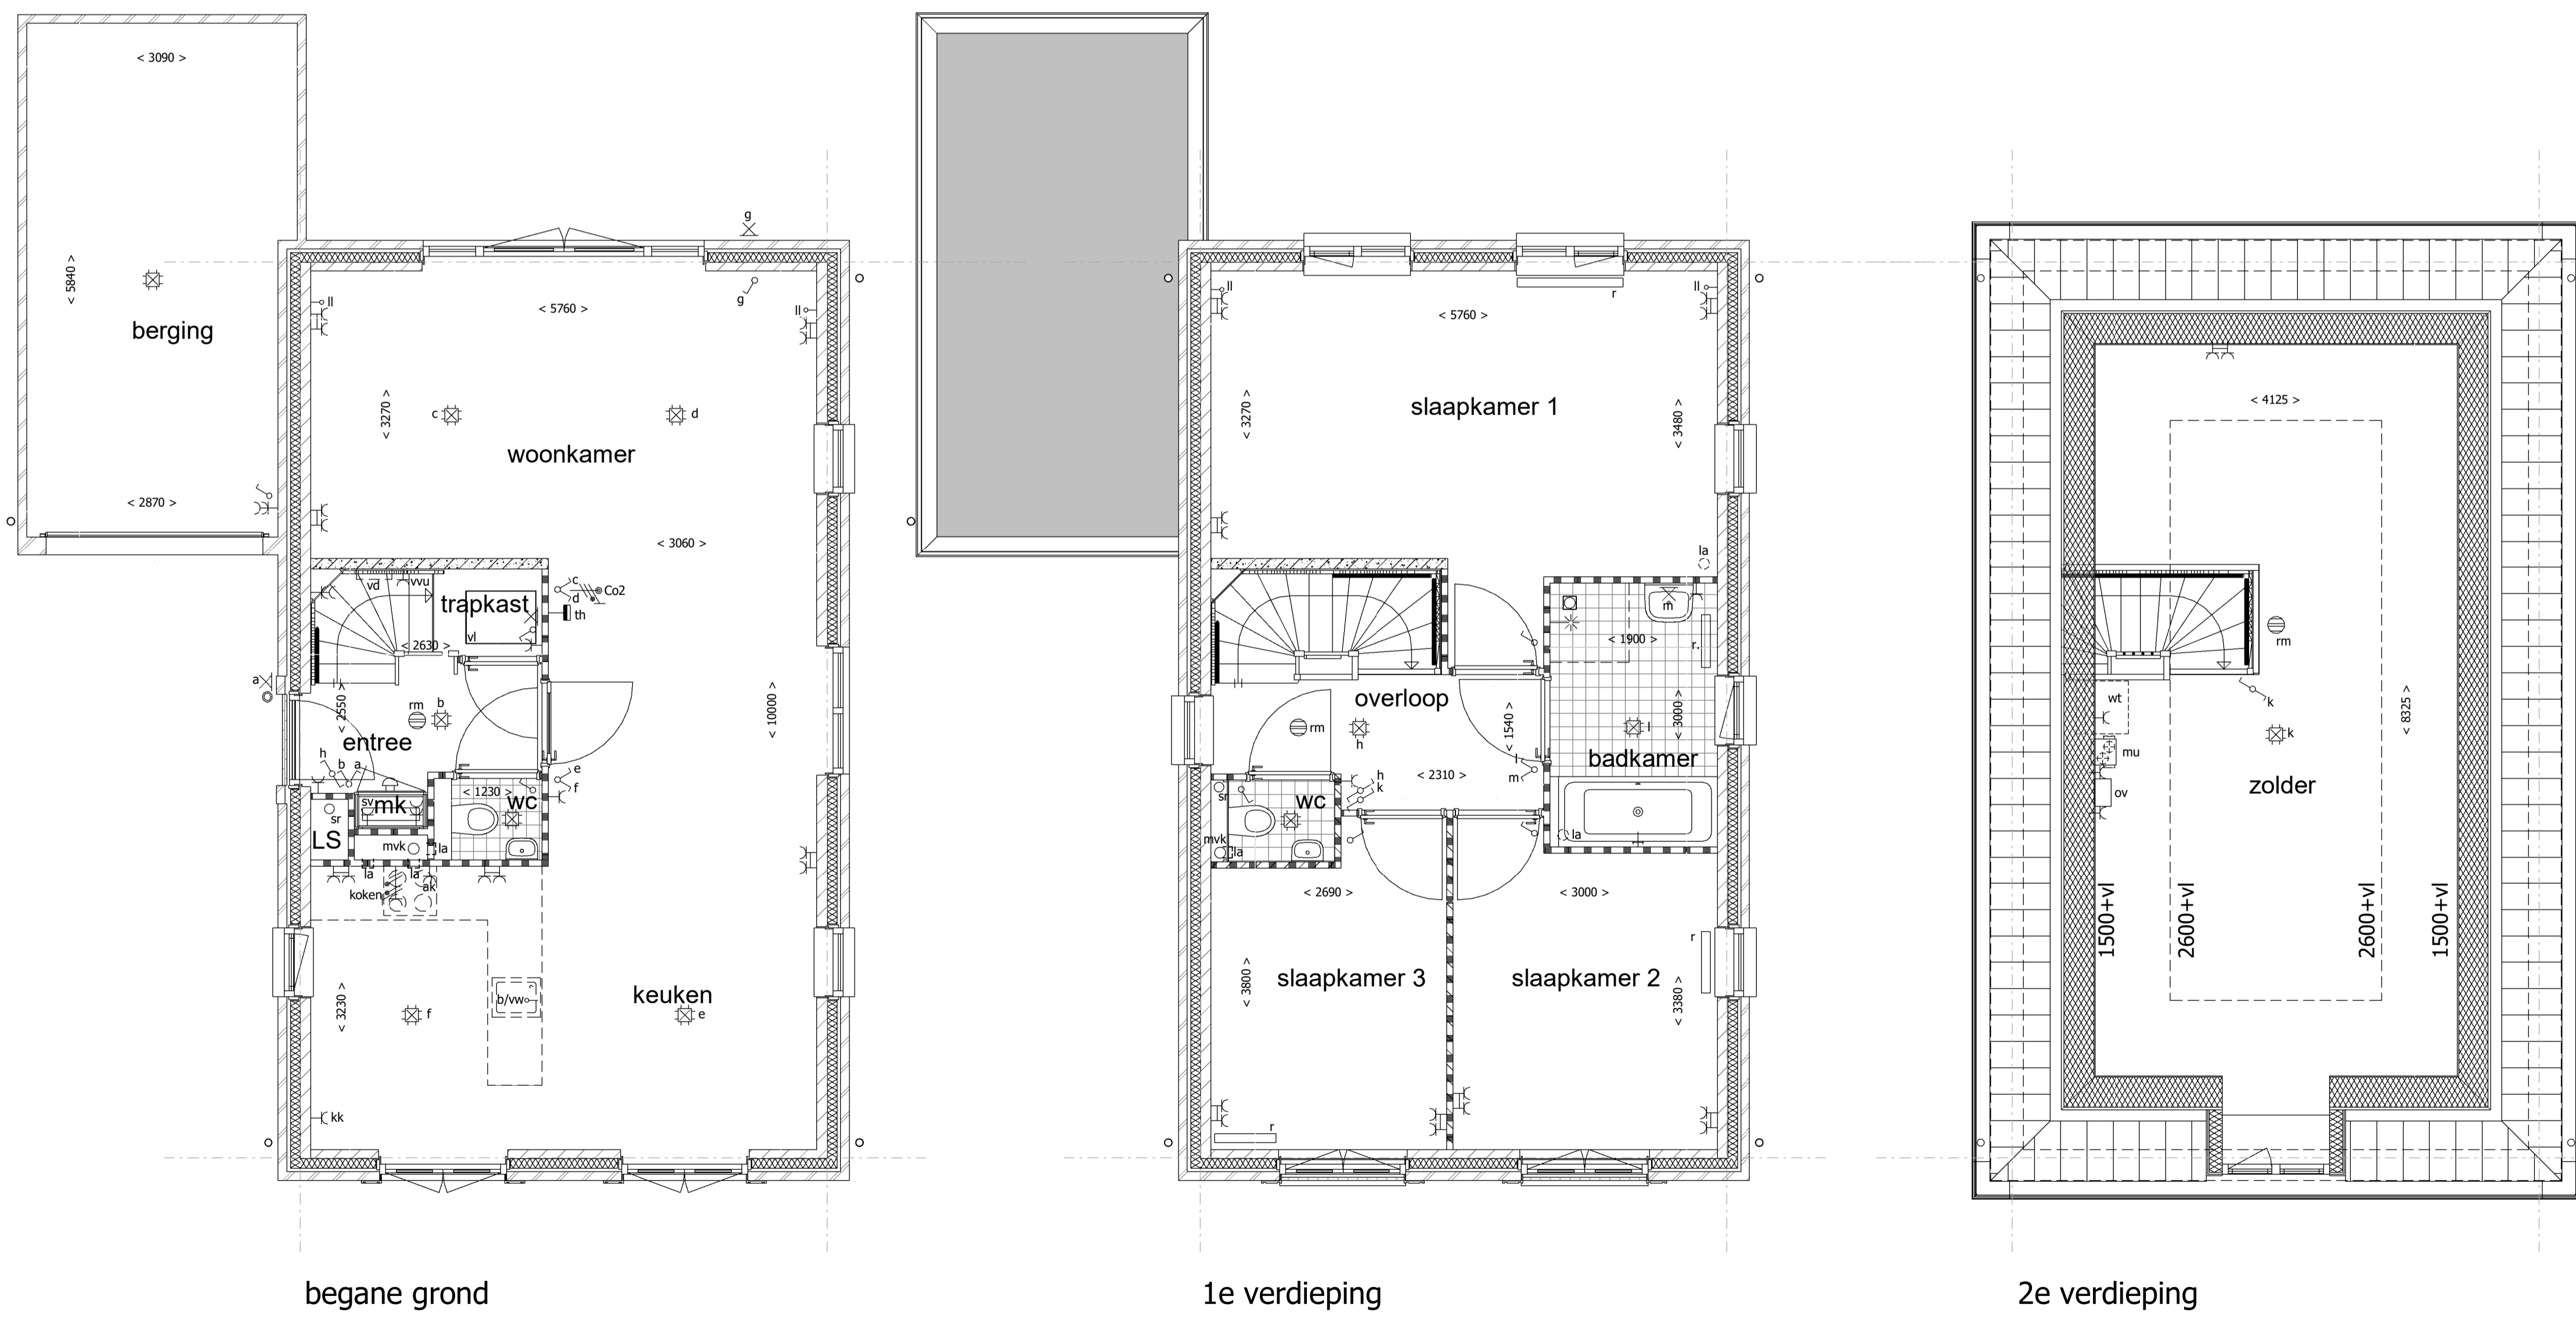 < 3090 >
< 5840 >
berging
< 2870 >
g
ll
< 5760 >
g
ll
< 3270 >
c
d
woonkamer
< 3060 >
vd
vvu
trapkast
vl
c
d
Co2
th
< 2630 >
a
< 2550 >
rm
b
entree
h
b
a
< 10000 >
e
f
sv
mk
sr
LS
< 1230 >
wc
mvk
la
la
la
ak
koken
< 3230 >
f
b/vw
keuken
e
kk
begane grond
ll
r
ll
< 5760 >
< 3270 >
slaapkamer 1
< 3480 >
la
m
< 1900 >
r.
overloop
rm
h
< 1540 >
l
< 3000 >
badkamer
l
m
< 2310 >
h
k
sr
wc
mvk
la
la
< 2690 >
< 3000 >
r
< 3800 >
slaapkamer 3
slaapkamer 2
< 3380 >
r
1e verdieping
< 4125 >
rm
k
wt
k
mu
ov
zolder
< 8325 >
1500+vl
2600+vl
2600+vl
1500+vl
2e verdieping